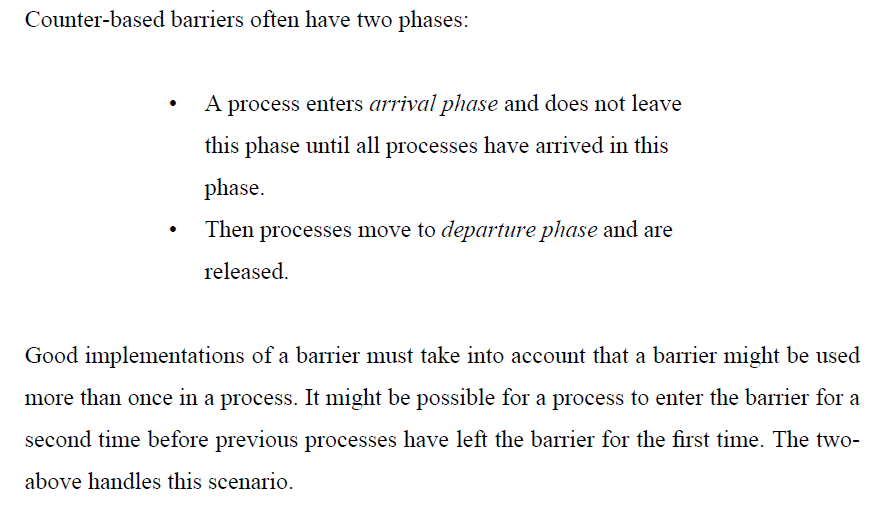 Counter-based barriers often have two phases:
• A process enters arrival phase and does not leave
this phase until all processes have arrived in this
phase.
• Then processes move to departure phase and are
released.
Good implementations of a barrier must take into account that a barrier might be used
more than once in a process. It might be possible for a process to enter the barrier for a
second time before previous processes have left the barrier for the first time. The two-
above handles this scenario.